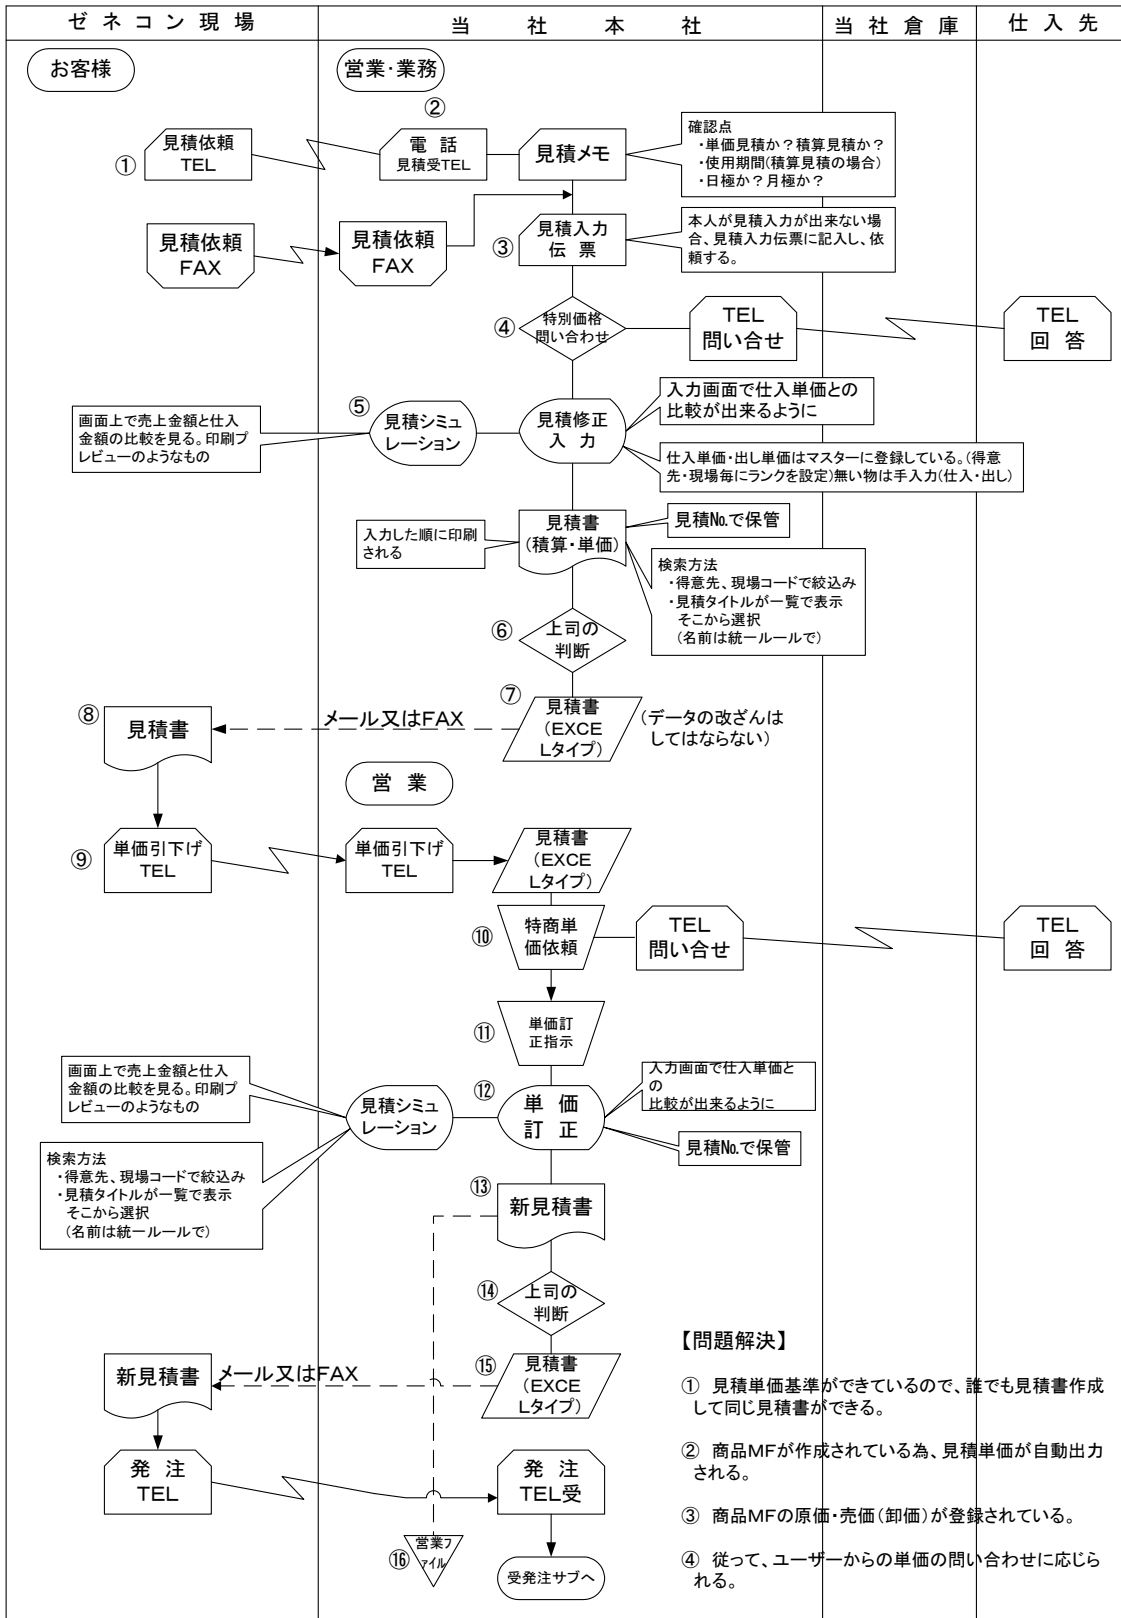 ゼネコン現場
当社本社
当社倉庫
仕入先
お客様
営業・業務
①
見積依頼
TEL
②
電話
見積受TEL
見積メモ
確認点
・単価見積か？積算見積か？
・使用期間(積算見積の場合)
・日極か？月極か？
見積依頼
FAX
見積依頼
FAX
③
見積入力
伝票
本人が見積入力が出来ない場
合、見積入力伝票に記入し、依
頼する。
④
特別価格
問い合わせ
TEL
問い合せ
TEL
回答
画面上で売上金額と仕入
金額の比較を見る。印刷プ
レビューのようなもの
⑤
見積シミュ
レーション
見積修正
入力
入力画面で仕入単価との
比較が出来るように
仕入単価・出し単価はマスターに登録している。(得意
先・現場毎にランクを設定)無い物は手入力(仕入・出し)
入力した順に印刷
される
見積書
(積算・単価)
見積No.で保管
検索方法
・得意先、現場コードで絞込み
・見積タイトルが一覧で表示
そこから選択
(名前は統一ルールで)
⑥
上司の
判断
⑦
見積書
(EXCE
Lタイプ)
(データの改ざんは
してはならない)
メール又はFAX
⑧
見積書
営業
⑨
単価引下げ
TEL
単価引下げ
TEL
見積書
(EXCE
Lタイプ)
⑩
特商単
価依頼
TEL
問い合せ
TEL
回答
⑪
単価訂
正指示
画面上で売上金額と仕入
金額の比較を見る。印刷プ
レビューのようなもの
見積シミュ
レーション
⑫
単価
訂正
入力画面で仕入単価と
の
比較が出来るように
見積No.で保管
検索方法
・得意先、現場コードで絞込み
・見積タイトルが一覧で表示
そこから選択
(名前は統一ルールで)
⑬
新見積書
⑭
上司の
判断
⑮
見積書
(EXCE
Lタイプ)
メール又はFAX
新見積書
発注
TEL
発注
TEL受
⑯
営業フ
ァイル
受発注サブへ
【問題解決】
① 見積単価基準ができているので、誰でも見積書作成
して同じ見積書ができる。
② 商品MFが作成されている為、見積単価が自動出力
される。
③ 商品MFの原価・売価(卸価)が登録されている。
④ 従って、ユーザーからの単価の問い合わせに応じら
れる。